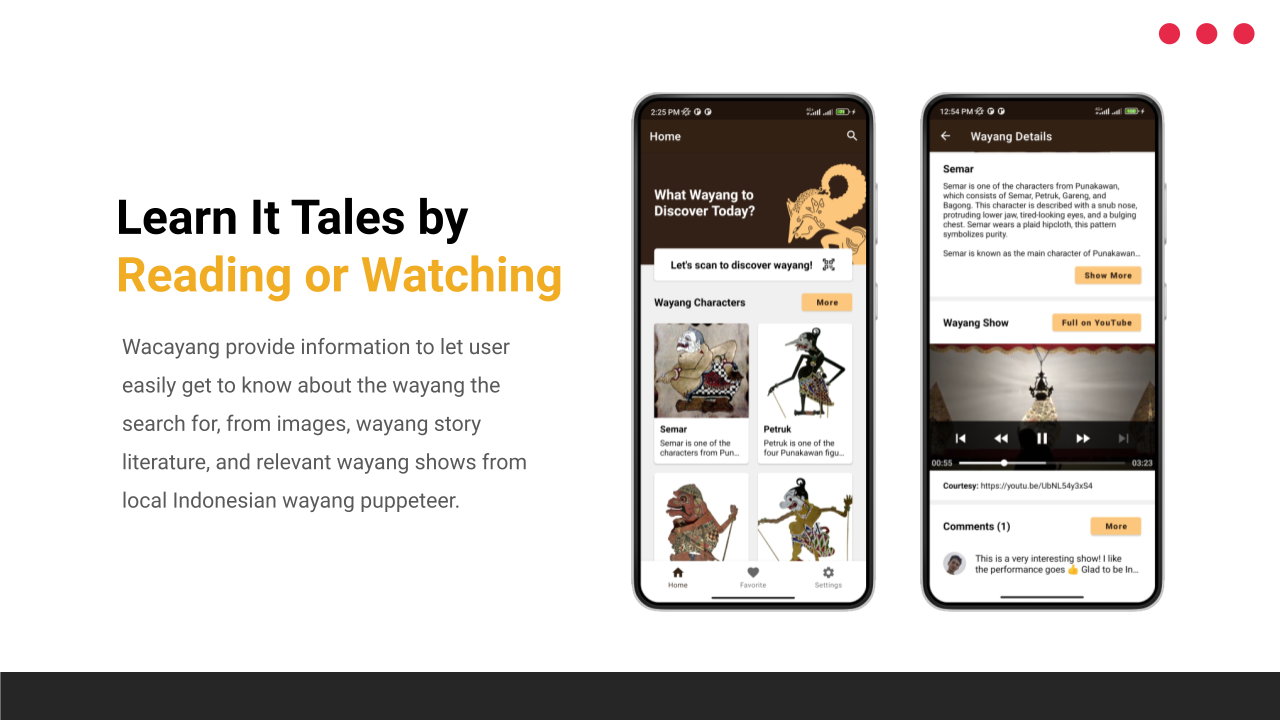 Learn It Tales by
Reading or Watching
Wacayang provide information to let user
easily get to know about the wayang the
search for, from images, wayang story
literature, and relevant wayang shows from
local Indonesian wayang puppeteer.
2:25 PM
Home
What Wayang to
Discover Today?
Let's scan to discover wayang!
Wayang Characters
More
Semar
Semar is one of the
characters from Pun...
Petruk
Petruk is one of the
four Punakawan figu...
Home
Favorite
Settings
12:54 PM
Wayang Details
Semar
Semar is one of the characters from Punakawan,
which consists of Semar, Petruk, Gareng, and
Bagong. This character is described with a snub nose,
protruding lower jaw, tired-looking eyes, and a bulging
chest. Semar wears a plaid hipcloth, this pattern
symbolizes purity.
Semar is known as the main character of Punakawan...
Show More
Wayang Show
Full on YouTube
00:55
03:23
Courtesy: https://youtu.be/UbNL54y3xS4
Comments (1)
More
This is a very interesting show! I like
the performance goes 👍 Glad to be In...